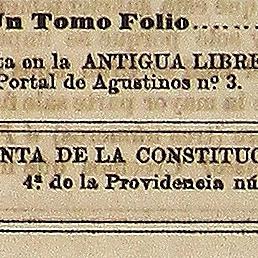 Un Tomo Folio........
ta en la ANTIGUA LIBRE
Portal de Agustinos nº 3.
NTA DE LA CONSTITUC
4ª de la Providencia nú